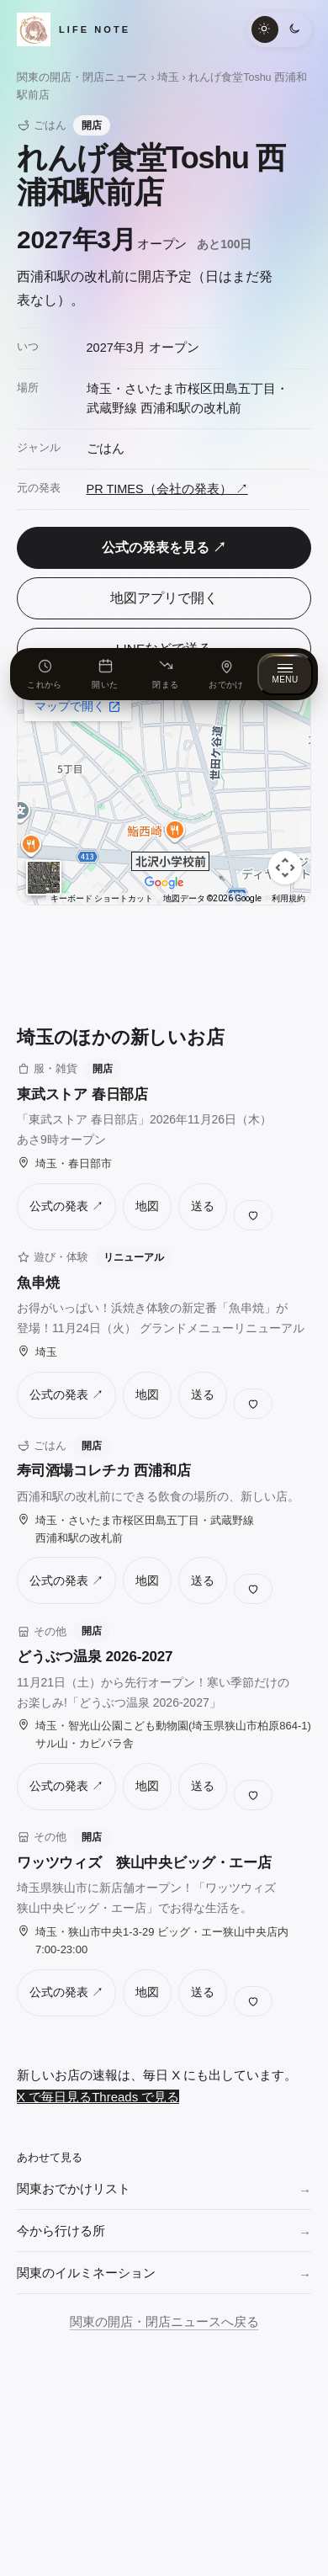 LIFE NOTE
関東の開店・閉店ニュース › 埼玉 › れんげ食堂Toshu 西浦和
駅前店
ごはん 開店
れんげ食堂Toshu 西
浦和駅前店
2027年3月 オープン あと100日
西浦和駅の改札前に開店予定（日はまだ発
表なし）。
いつ 2027年3月 オープン
場所 埼玉・さいたま市桜区田島五丁目・
武蔵野線 西浦和駅の改札前
ジャンル ごはん
元の発表 PR TIMES（会社の発表） ↗
公式の発表を見る ↗
地図アプリで開く
LINEなどで送る
これから 開いた 閉まる おでかけ MENU
マップで開く
世田谷道
5丁目
鮨西崎
413
北沢小学校前
Google
キーボード ショートカット 地図データ ©2026 Google 利用規約
埼玉のほかの新しいお店
服・雑貨 開店
東武ストア 春日部店
「東武ストア 春日部店」2026年11月26日（木）
あさ9時オープン
埼玉・春日部市
公式の発表 ↗ 地図 送る
遊び・体験 リニューアル
魚串焼
お得がいっぱい！浜焼き体験の新定番「魚串焼」が
登場！11月24日（火） グランドメニューリニューアル
埼玉
公式の発表 ↗ 地図 送る
ごはん 開店
寿司酒場コレチカ 西浦和店
西浦和駅の改札前にできる飲食の場所の、新しい店。
埼玉・さいたま市桜区田島五丁目・武蔵野線
西浦和駅の改札前
公式の発表 ↗ 地図 送る
その他 開店
どうぶつ温泉 2026-2027
11月21日（土）から先行オープン！寒い季節だけの
お楽しみ!「どうぶつ温泉 2026-2027」
埼玉・智光山公園こども動物園(埼玉県狭山市柏原864-1)
サル山・カピバラ舎
公式の発表 ↗ 地図 送る
その他 開店
ワッツウィズ　狭山中央ビッグ・エー店
埼玉県狭山市に新店舗オープン！「ワッツウィズ
狭山中央ビッグ・エー店」でお得な生活を。
埼玉・狭山市中央1-3-29 ビッグ・エー狭山中央店内
7:00-23:00
公式の発表 ↗ 地図 送る
新しいお店の速報は、毎日 X にも出しています。
X で毎日見るThreads で見る
あわせて見る
関東おでかけリスト →
今から行ける所 →
関東のイルミネーション →
関東の開店・閉店ニュースへ戻る